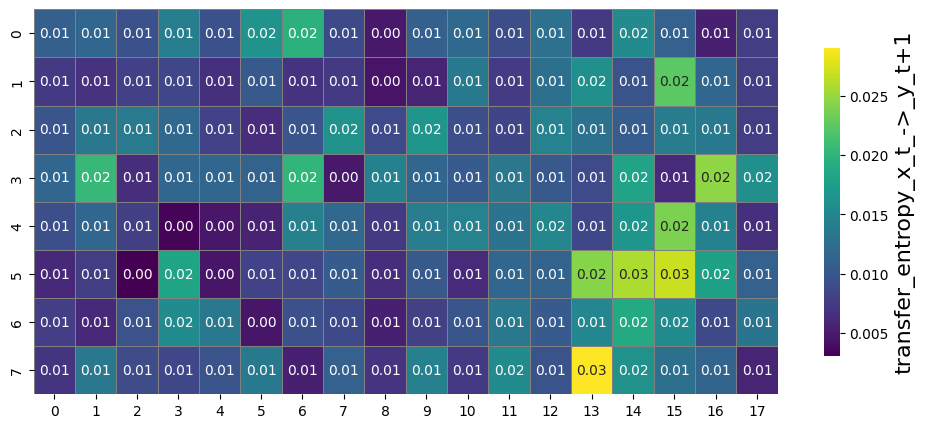 0 0.01 0.01 0.01 0.01 0.01 0.02 0.02 0.01 0.00 0.01 0.01 0.01 0.01 0.01 0.02 0.01 0.01 0.01
1 0.01 0.01 0.01 0.01 0.01 0.01 0.01 0.01 0.00 0.01 0.01 0.01 0.01 0.02 0.01 0.02 0.01 0.01
2 0.01 0.01 0.01 0.01 0.01 0.01 0.01 0.02 0.01 0.02 0.01 0.01 0.01 0.01 0.01 0.01 0.01 0.01
3 0.01 0.02 0.01 0.01 0.01 0.01 0.02 0.00 0.01 0.01 0.01 0.01 0.01 0.01 0.02 0.01 0.02 0.02
4 0.01 0.01 0.01 0.00 0.00 0.01 0.01 0.01 0.01 0.01 0.01 0.01 0.02 0.01 0.02 0.02 0.01 0.01
5 0.01 0.01 0.00 0.02 0.00 0.01 0.01 0.01 0.01 0.01 0.01 0.01 0.01 0.02 0.03 0.03 0.02 0.01
6 0.01 0.01 0.01 0.02 0.01 0.00 0.01 0.01 0.01 0.01 0.01 0.01 0.01 0.01 0.02 0.02 0.01 0.01
7 0.01 0.01 0.01 0.01 0.01 0.01 0.01 0.01 0.01 0.01 0.01 0.02 0.01 0.03 0.02 0.01 0.01 0.01
0 1 2 3 4 5 6 7 8 9 10 11 12 13 14 15 16 17
0.025
0.020
0.015
0.010
0.005
transfer_entropy_x_t_->_y_t+1